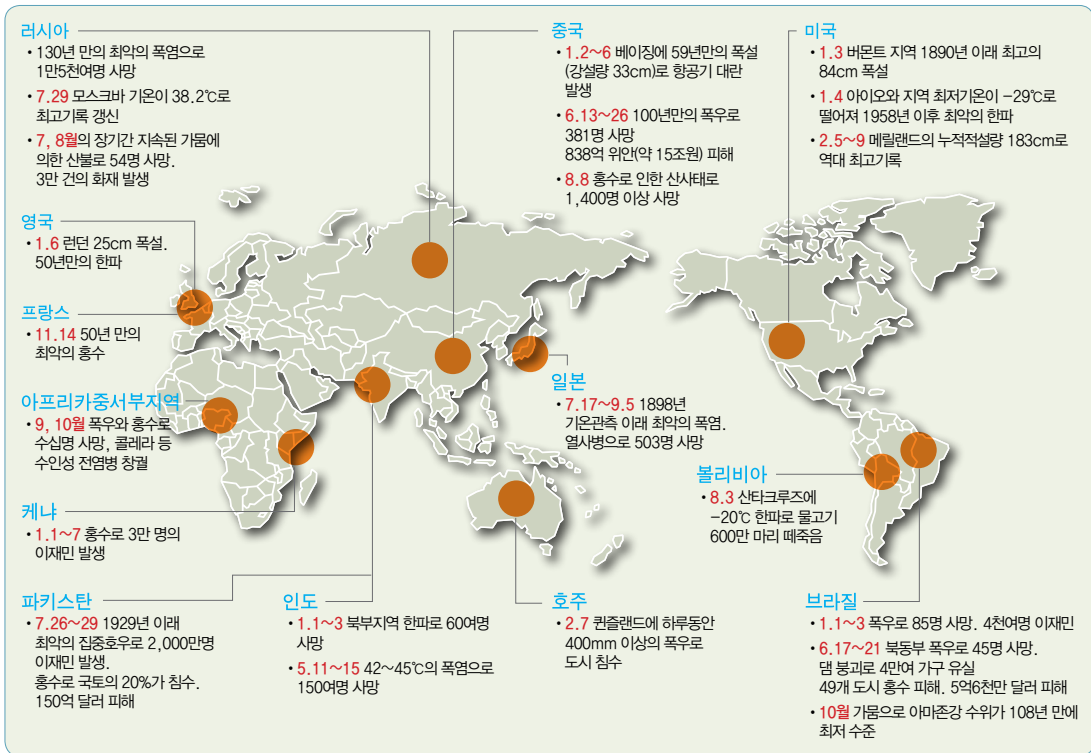 러시아
• 130년 만의 최악의 폭염으로
1만5천여명 사망
• 7.29 모스크바 기온이 38.2℃로
최고기록 갱신
• 7, 8월의 장기간 지속된 가뭄에
의한 산불로 54명 사망.
3만 건의 화재 발생
중국
• 1.2~6 베이징에 59년만의 폭설
(강설량 33cm)로 항공기 대란
발생
• 6.13~26 100년만의 폭우로
381명 사망
838억 위안(약 15조원) 피해
• 8.8 홍수로 인한 산사태로
1,400명 이상 사망
미국
• 1.3 버몬트 지역 1890년 이래 최고의
84cm 폭설
• 1.4 아이오와 지역 최저기온이 -29℃로
떨어져 1958년 이후 최악의 한파
• 2.5~9 메릴랜드의 누적적설량 183cm로
역대 최고기록
영국
• 1.6 런던 25cm 폭설.
50년만의 한파
프랑스
• 11.14 50년 만의
최악의 홍수
아프리카중서부지역
• 9, 10월 폭우와 홍수로
수십명 사망, 콜레라 등
수인성 전염병 창궐
케냐
• 1.1~7 홍수로 3만 명의
이재민 발생
일본
• 7.17~9.5 1898년
기온관측 이래 최악의 폭염.
열사병으로 503명 사망
볼리비아
• 8.3 산타크루즈에
-20℃ 한파로 물고기
600만 마리 떼죽음
파키스탄
• 7.26~29 1929년 이래
최악의 집중호우로 2,000만명
이재민 발생.
홍수로 국토의 20%가 침수.
150억 달러 피해
인도
• 1.1~3 북부지역 한파로 60여명
사망
• 5.11~15 42~45℃의 폭염으로
150여명 사망
호주
• 2.7 퀸즐랜드에 하루동안
400mm 이상의 폭우로
도시 침수
브라질
• 1.1~3 폭우로 85명 사망. 4천여명 이재민
• 6.17~21 북동부 폭우로 45명 사망.
댐 붕괴로 4만여 가구 유실
49개 도시 홍수 피해. 5억6천만 달러 피해
• 10월 가뭄으로 아마존강 수위가 108년 만에
최저 수준